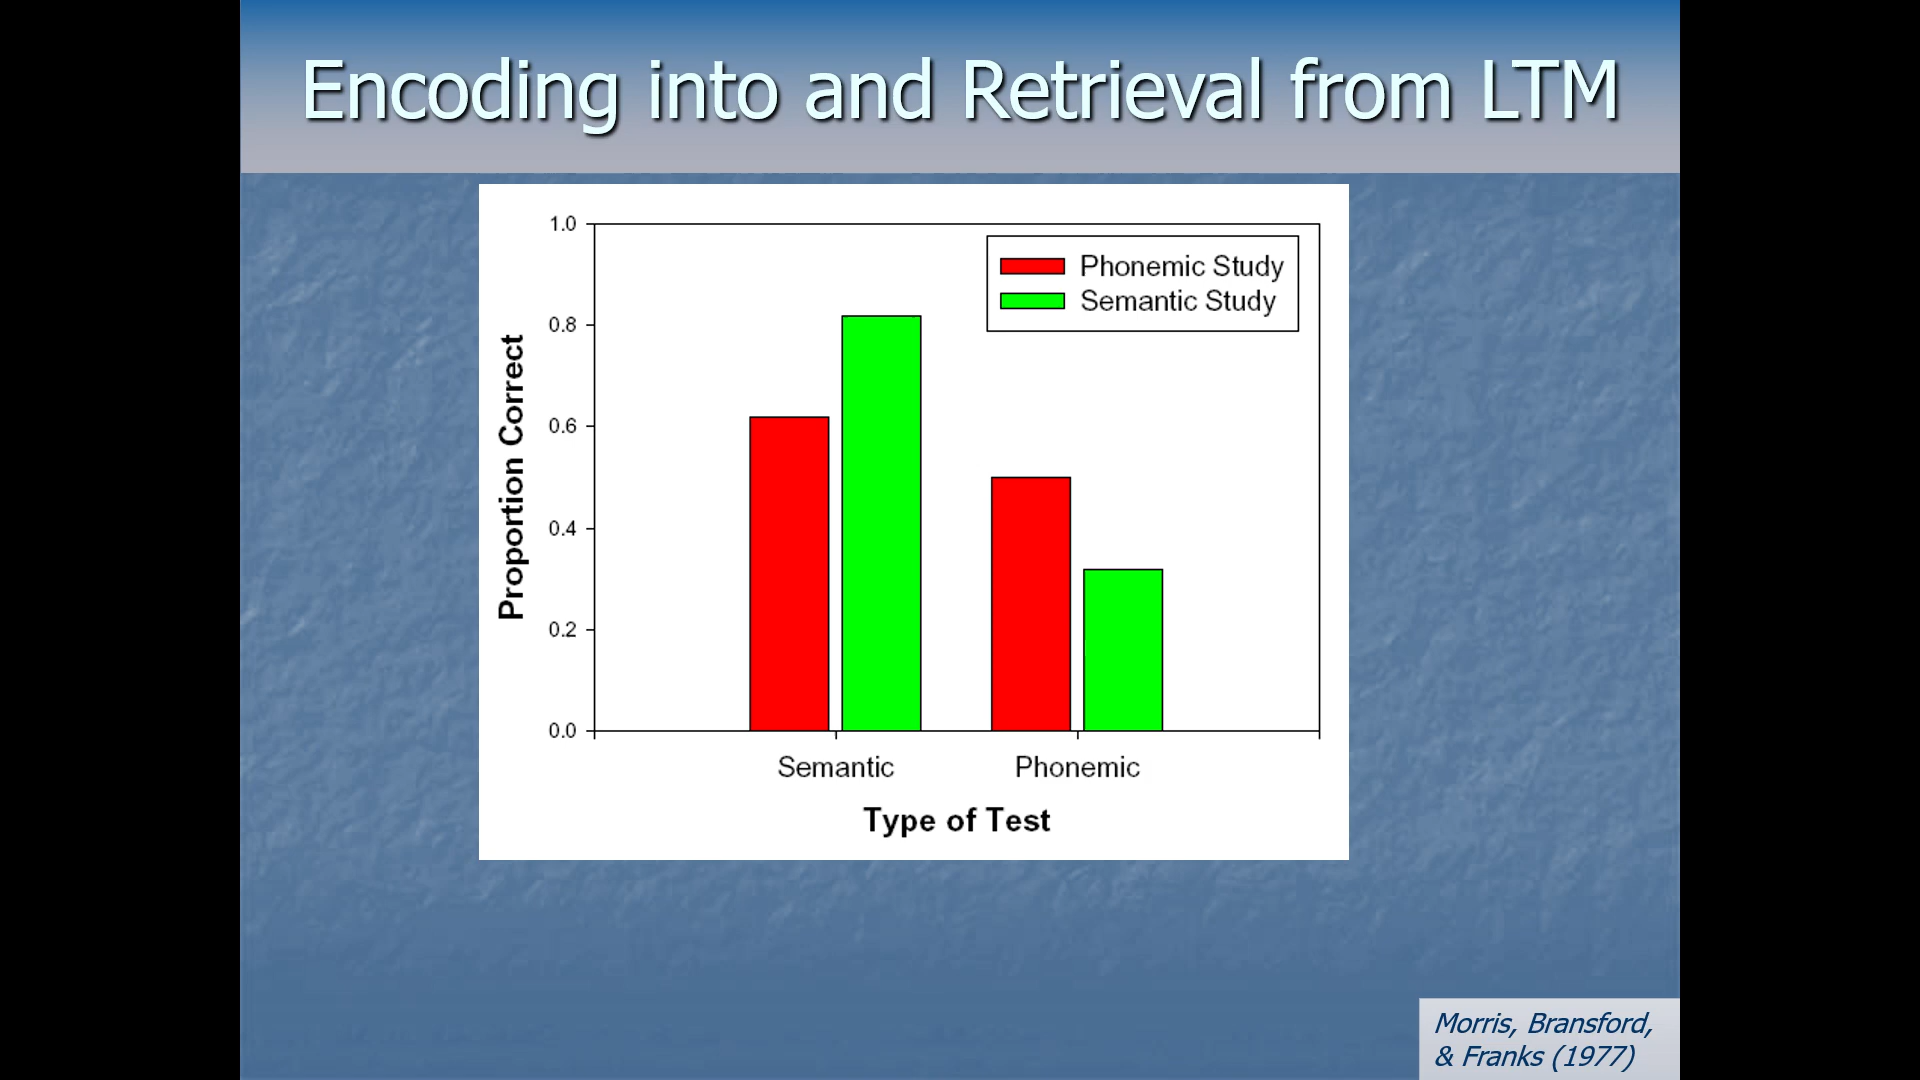 Encoding into and Retrieval from LTM
1.0
0.8
0.6
0.4
0.2
0.0
Proportion Correct
Phonemic Study
Semantic Study
Semantic
Phonemic
Type of Test
Morris, Bransford,
& Franks (1977)